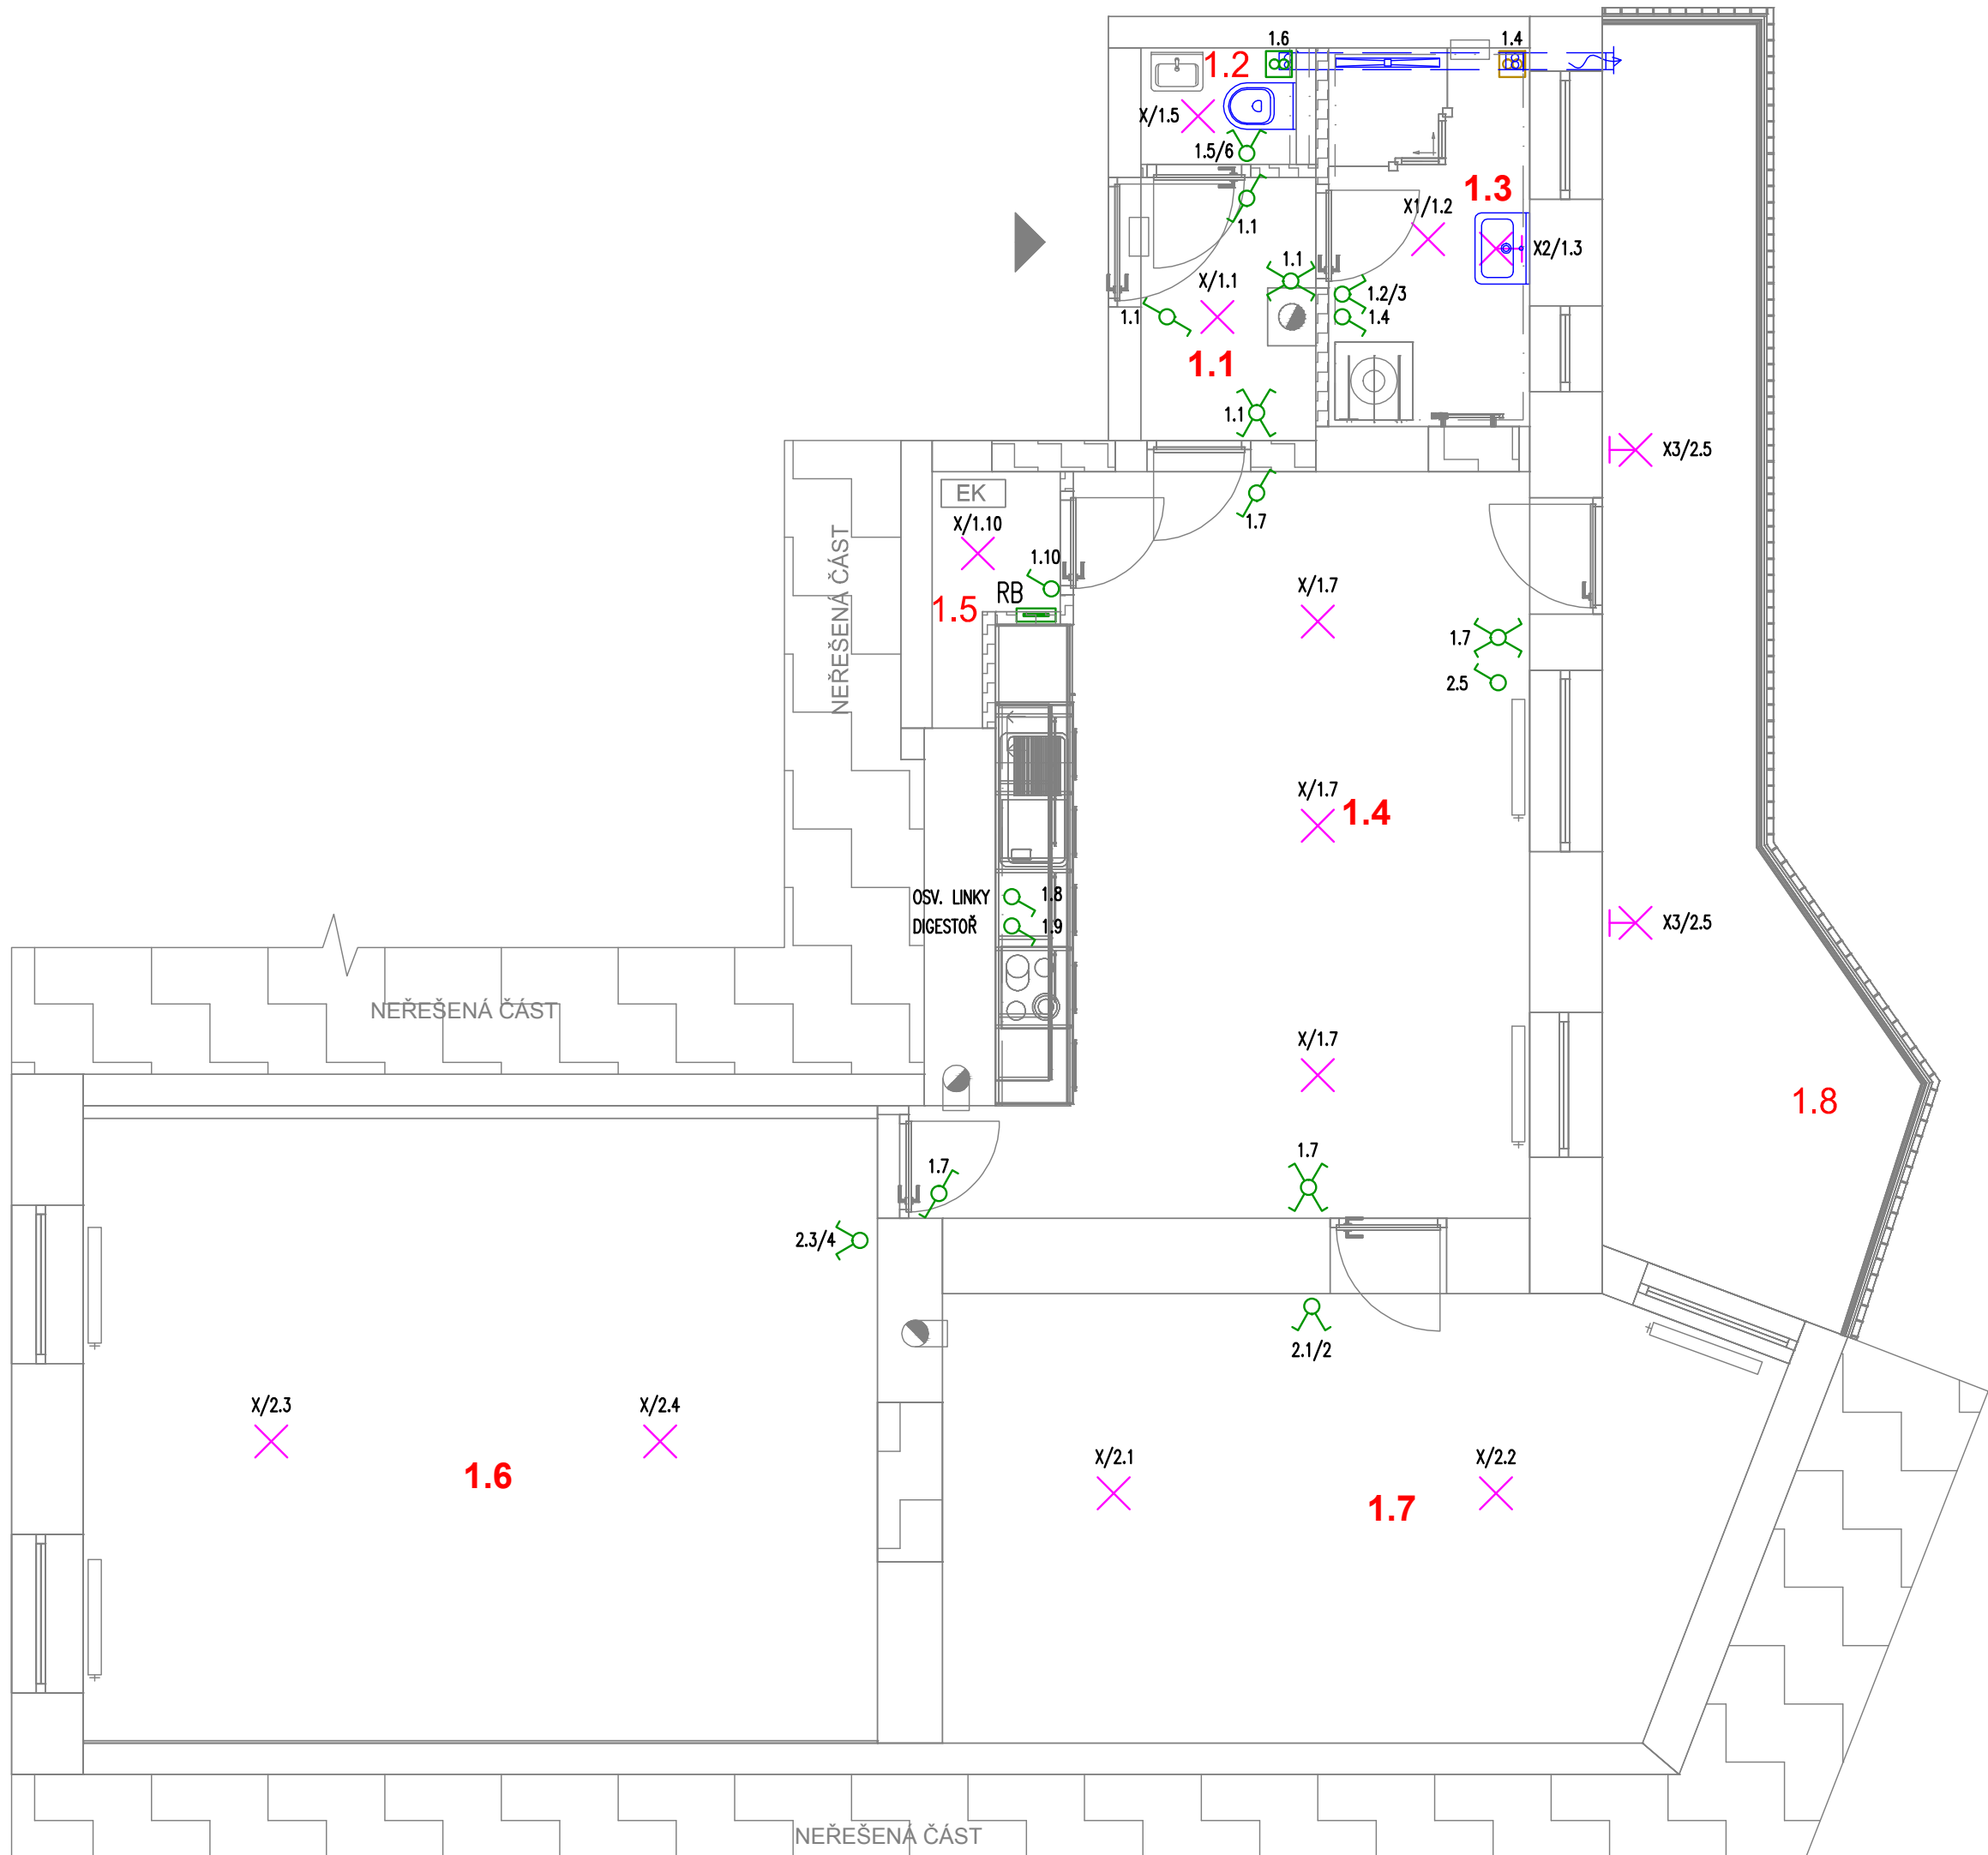 1.6
1.4
1.2
X/1.5
1.5/6
1.3
X1/1.2
1.1
X2/1.3
1.1
X/1.1
1.2/3
1.1
1.4
1.1
1.1
X3/2.5
EK
X/1.10
1.7
NEŘEŠENÁ ČÁST
1.10
RB
X/1.7
1.5
1.7
2.5
X/1.7
1.4
OSV. LINKY
1.8
DIGESTOŘ
1.9
X3/2.5
NEŘEŠENÁ ČÁST
X/1.7
1.8
1.7
1.7
2.3/4
2.1/2
X/2.3
X/2.4
X/2.1
X/2.2
1.6
1.7
NEŘEŠENÁ ČÁST